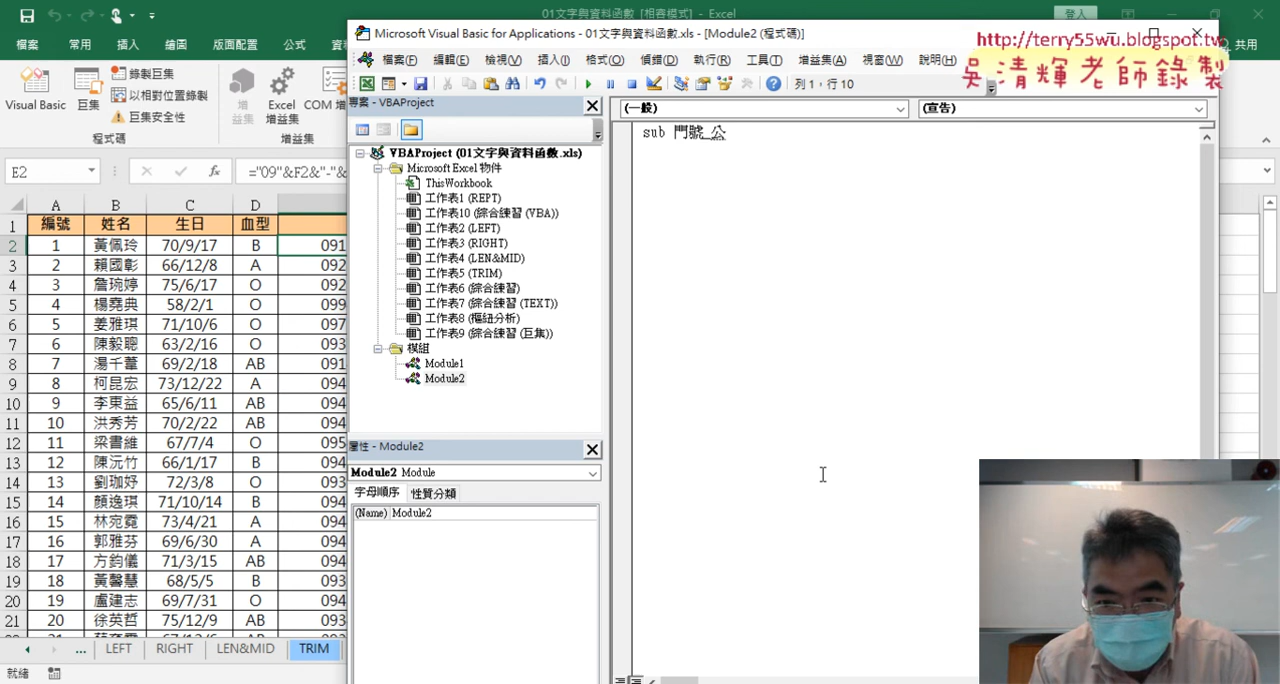 01文字與資料函數 [相容模式] - Excel
登入
檔案 常用 插入 繪圖 版面配置 公式
共用
Visual Basic
巨集
錄製巨集
以相對位置錄製
巨集安全性
程式碼
增益集
Excel 增益集
COM
增益集
E2
="09"&F2&"-"&
A B C D
1 編號 姓名 生日 血型
2 1 黃佩玲 70/9/17 B 091
3 2 賴國彰 66/12/8 A 092
4 3 詹琬婷 75/6/17 O 092
5 4 楊堯典 58/2/1 O 099
6 5 姜雅琪 71/10/6 O 097
7 6 陳毅聰 63/2/16 O 093
8 7 湯千葦 69/2/18 AB 091
9 8 柯昆宏 73/12/22 A 094
10 9 李東益 65/6/11 AB 094
11 10 洪秀芳 70/2/22 AB 094
12 11 梁書維 67/7/4 O 095
13 12 陳沅竹 66/1/17 B 094
14 13 劉珈妤 72/3/8 O 093
15 14 顏逸琪 71/10/14 B 094
16 15 林宛霓 73/4/21 A 094
17 16 郭雅芬 69/6/30 A 094
18 17 方鈞儀 71/3/15 AB 094
19 18 黃馨慧 68/5/5 B 093
20 19 盧建志 69/7/31 O 094
21 20 徐英哲 75/12/9 AB 093
... LEFT RIGHT LEN&MID TRIM
就緒
Microsoft Visual Basic for Applications - 01文字與資料函數.xls - [Module2 (程式碼)]
檔案(F) 編輯(E) 檢視(V) 插入(I) 格式(O) 偵錯(D) 執行(R) 工具(T) 增益集(A) 視窗(W) 說明(H)
列 1，行 10
專案 - VBAProject
VBAProject (01文字與資料函數.xls)
Microsoft Excel 物件
ThisWorkbook
工作表1 (REPT)
工作表10 (綜合練習 (VBA))
工作表2 (LEFT)
工作表3 (RIGHT)
工作表4 (LEN&MID)
工作表5 (TRIM)
工作表6 (綜合練習)
工作表7 (綜合練習 (TEXT))
工作表8 (樞紐分析)
工作表9 (綜合練習 (巨集))
模組
Module1
Module2
屬性 - Module2
Module2 Module
字母順序 性質分類
(Name) Module2
(一般)
(宣告)
sub 門號_公
http://terry55wu.blogspot.tw
吳清輝老師錄製